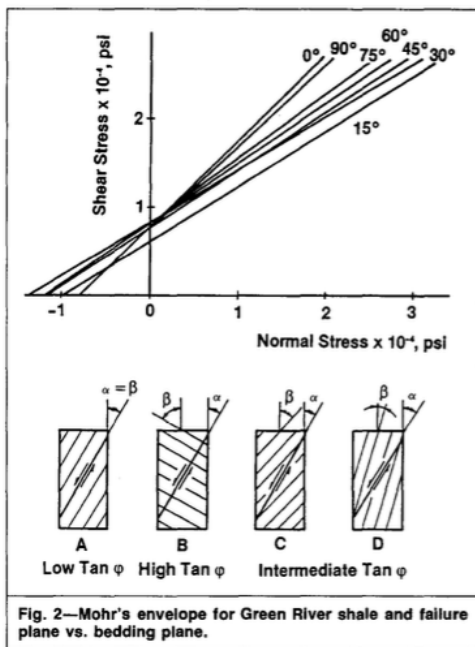 Shear Stress x 10⁻⁴, psi
2
1
0° 90° 75° 60° 45° 30°
15°
-1 0 1 2 3
Normal Stress x 10⁻⁴, psi
α = β β α β α β α
A B C D
Low Tan φ High Tan φ Intermediate Tan φ
Fig. 2—Mohr's envelope for Green River shale and failure
plane vs. bedding plane.